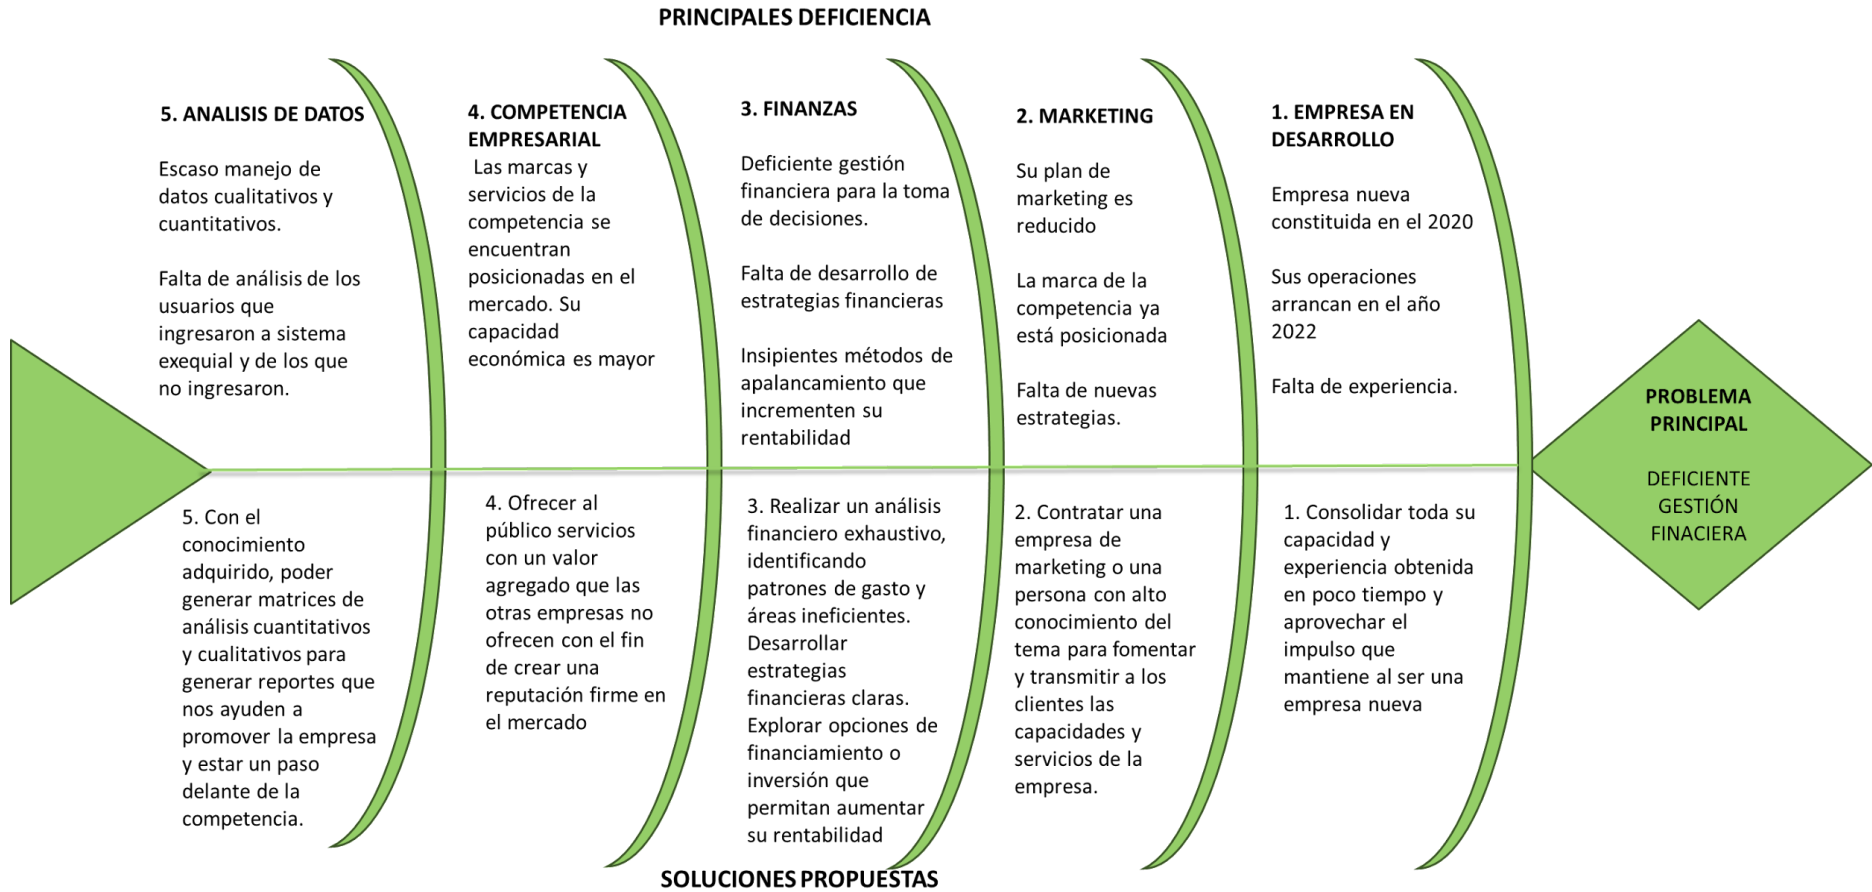 PRINCIPALES DEFICIENCIA
5. ANALISIS DE DATOS
Escaso manejo de
datos cualitativos y
cuantitativos.
Falta de análisis de los
usuarios que
ingresaron a sistema
exequial y de los que
no ingresaron.
4. COMPETENCIA
EMPRESARIAL
Las marcas y
servicios de la
competencia se
encuentran
posicionadas en el
mercado. Su
capacidad
económica es mayor
3. FINANZAS
Deficiente gestión
financiera para la toma
de decisiones.
Falta de desarrollo de
estrategias financieras
Insipientes métodos de
apalancamiento que
incrementen su
rentabilidad
2. MARKETING
Su plan de
marketing es
reducido
La marca de la
competencia ya
está posicionada
Falta de nuevas
estrategias.
1. EMPRESA EN
DESARROLLO
Empresa nueva
constituida en el 2020
Sus operaciones
arrancan en el año
2022
Falta de experiencia.
PROBLEMA
PRINCIPAL
DEFICIENTE
GESTIÓN
FINACIERA
5. Con el
conocimiento
adquirido, poder
generar matrices de
análisis cuantitativos
y cualitativos para
generar reportes que
nos ayuden a
promover la empresa
y estar un paso
delante de la
competencia.
4. Ofrecer al
público servicios
con un valor
agregado que las
otras empresas no
ofrecen con el fin
de crear una
reputación firme en
el mercado
3. Realizar un análisis
financiero exhaustivo,
identificando
patrones de gasto y
áreas ineficientes.
Desarrollar
estrategias
financieras claras.
Explorar opciones de
financiamiento o
inversión que
permitan aumentar
su rentabilidad
2. Contratar una
empresa de
marketing o una
persona con alto
conocimiento del
tema para fomentar
y transmitir a los
clientes las
capacidades y
servicios de la
empresa.
1. Consolidar toda su
capacidad y
experiencia obtenida
en poco tiempo y
aprovechar el
impulso que
mantiene al ser una
empresa nueva
SOLUCIONES PROPUESTAS